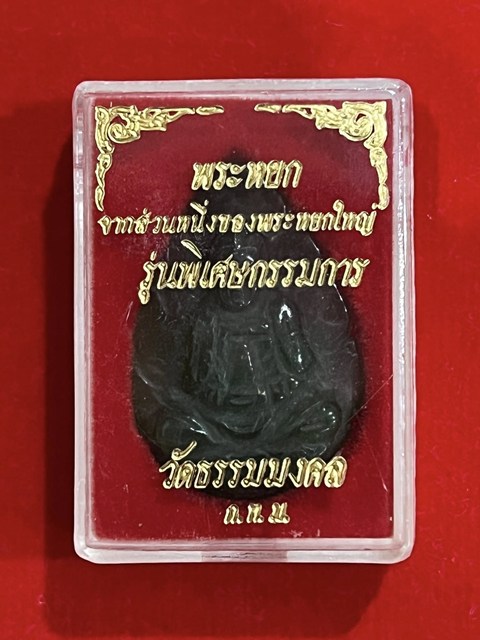 พระหยก
จากส่วนหนึ่งของพระหยกใหญ่
รุ่นพิเศษกรรมการ
วัดธรรมมงคล
ก.ท.ม.